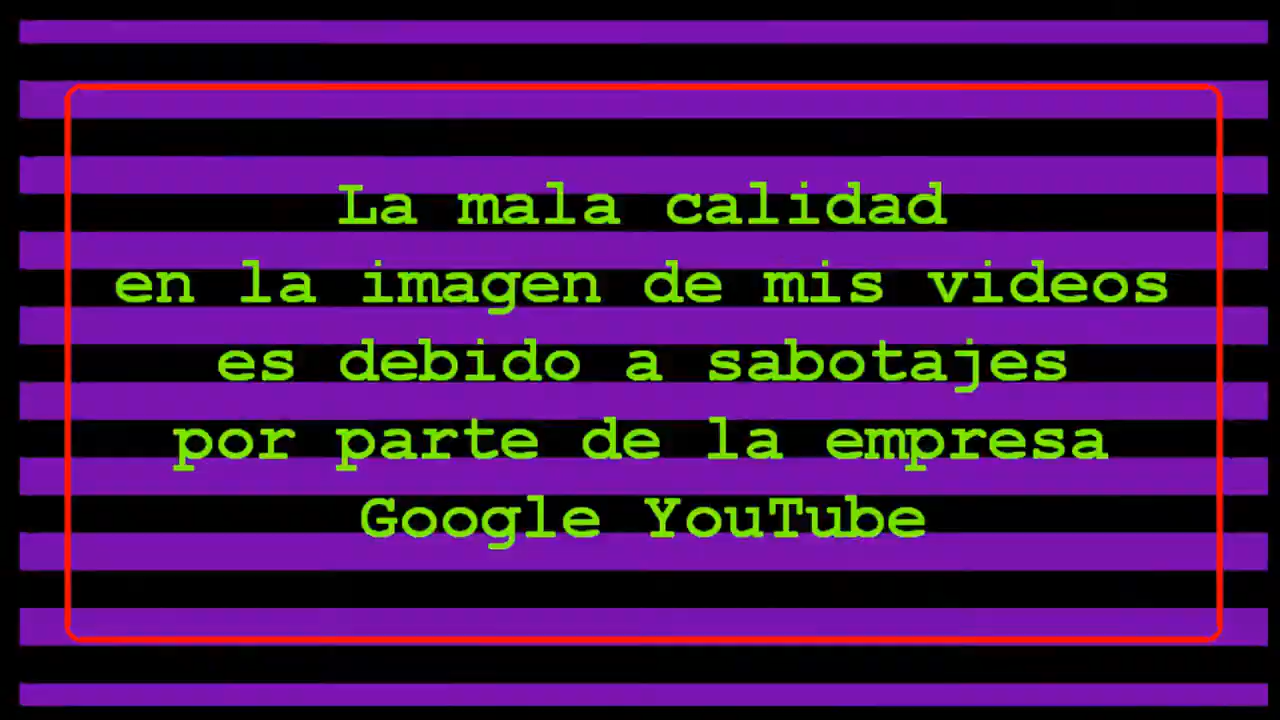 La mala calidad
en la imagen de mis videos
es debido a sabotajes
por parte de la empresa
Google YouTube